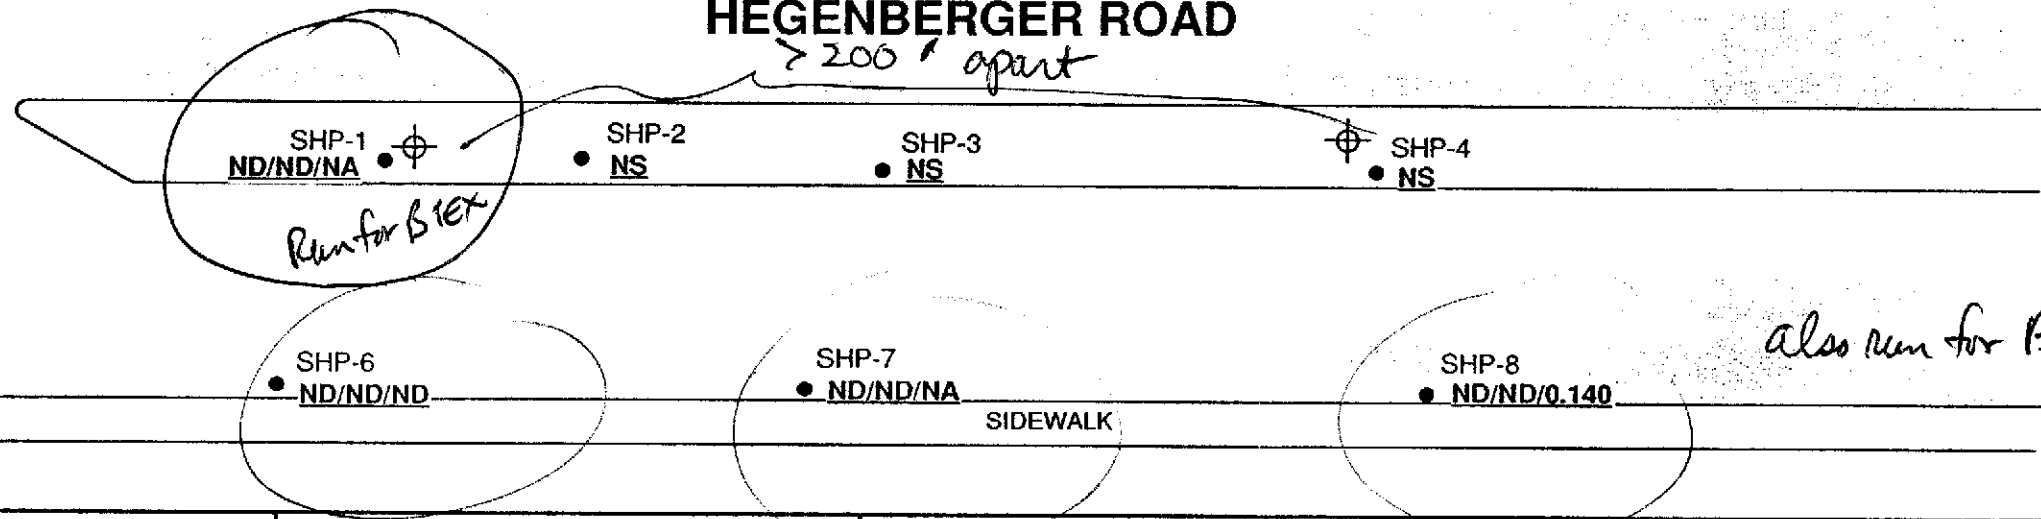 HEGENBERGER ROAD
> 200 ' apart
SHP-1
ND/ND/NA
SHP-2
NS
SHP-3
NS
SHP-4
NS
Run for BTEX
also run for B
SHP-6
ND/ND/ND
SHP-7
ND/ND/NA
SHP-8
ND/ND/0.140
SIDEWALK